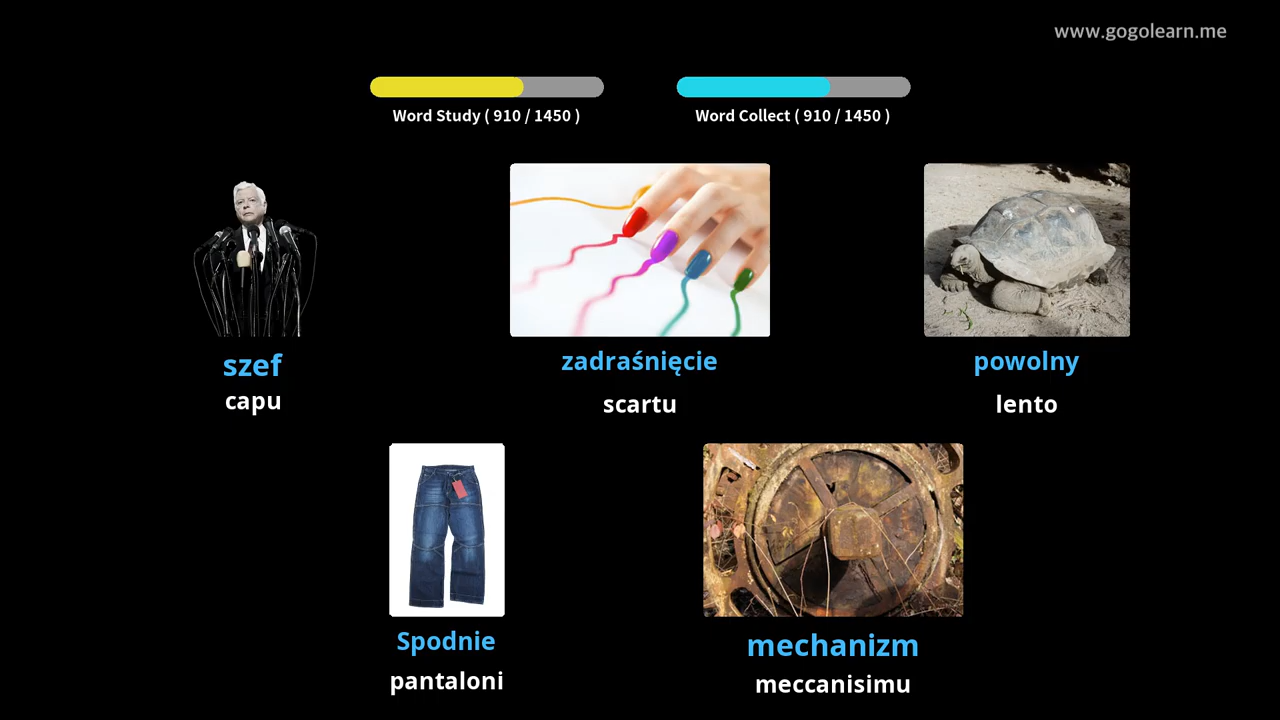 www.gogolearn.me
Word Study ( 910 / 1450 )
Word Collect ( 910 / 1450 )
szef
capu
zadraśnięcie
scartu
powolny
lento
Spodnie
pantaloni
mechanizm
meccanisimu